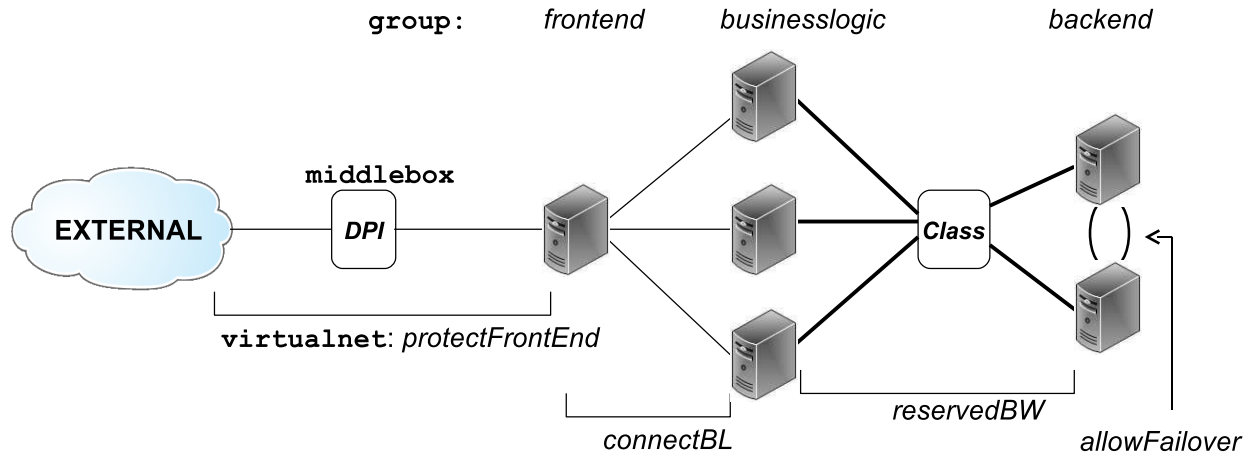 group: frontend businesslogic backend
middlebox
EXTERNAL DPI Class
virtualnet: protectFrontEnd
reservedBW
connectBL allowFailover